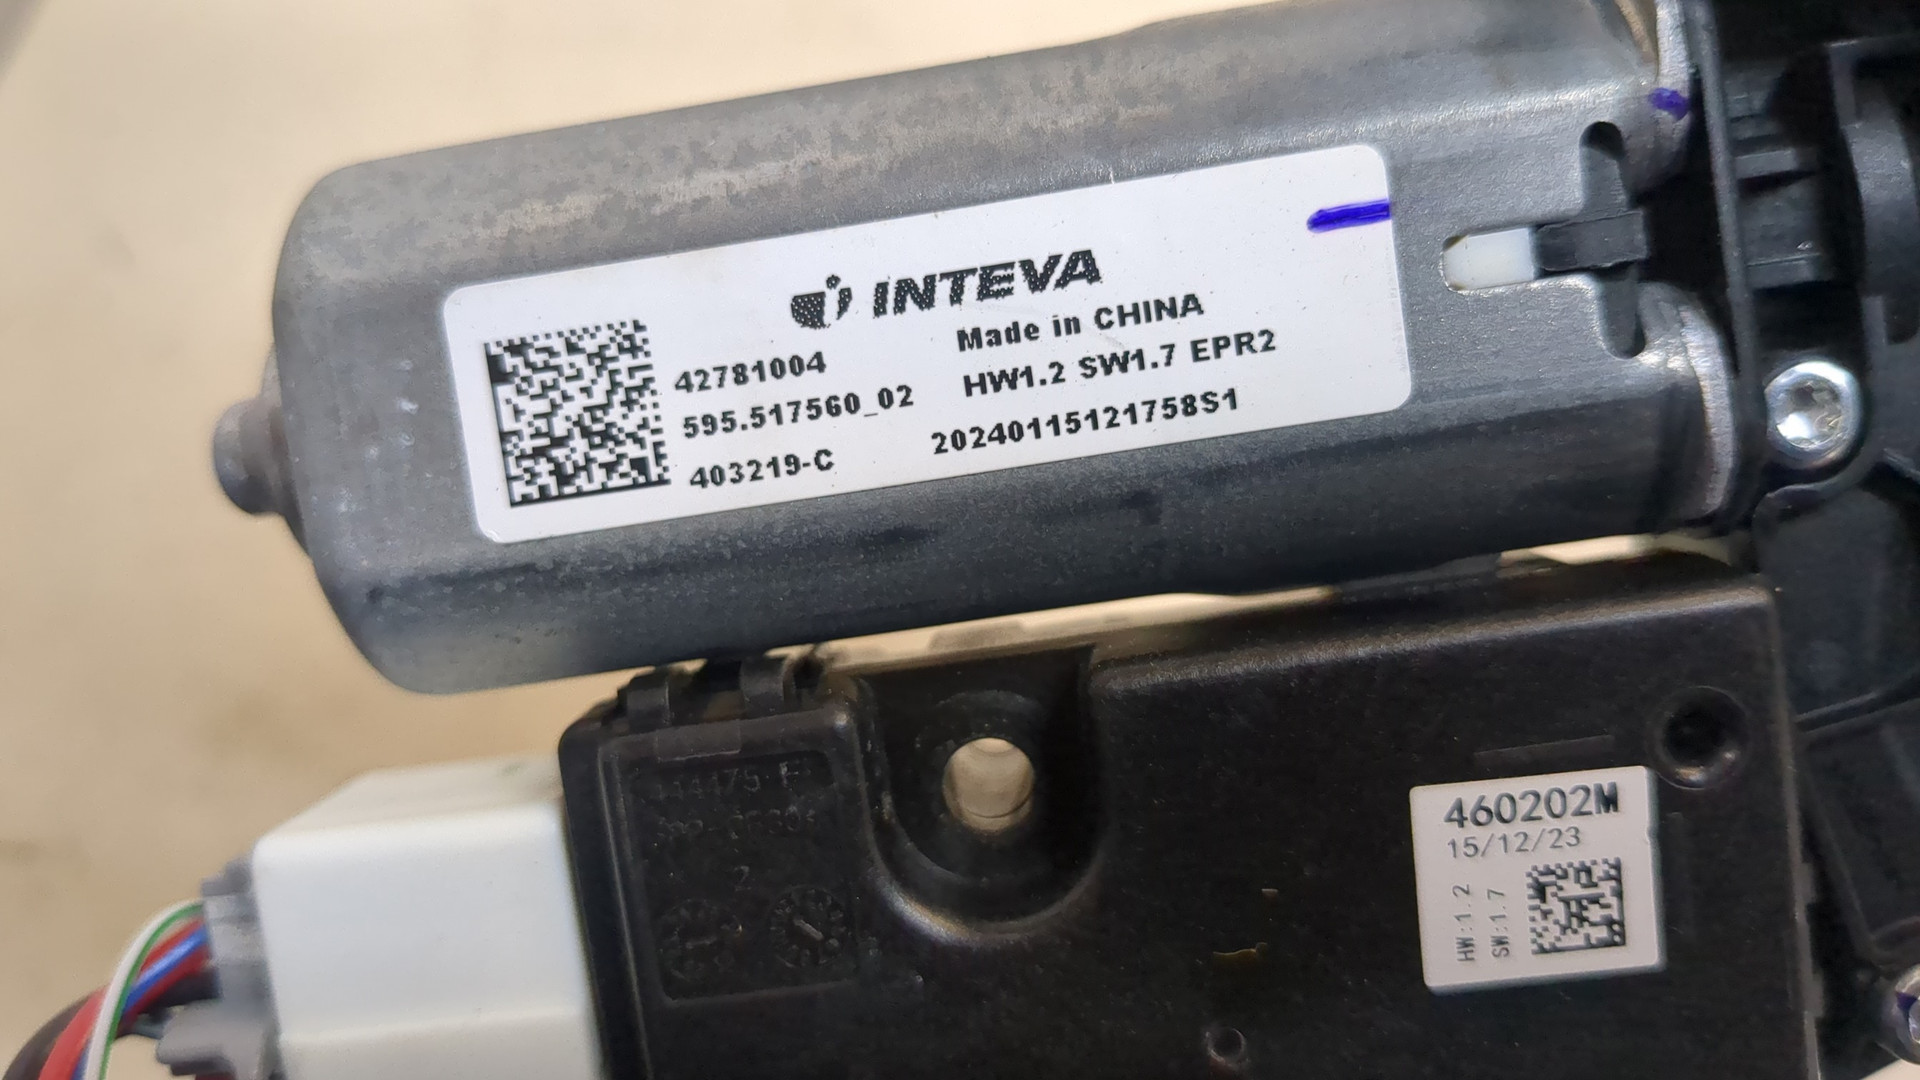 INTEVA
Made in CHINA
42781004
HW1.2 SW1.7 EPR2
595.517560_02
20240115121758S1
403219-C
460202M
15/12/23
HW:1.2
SW:1.7
2